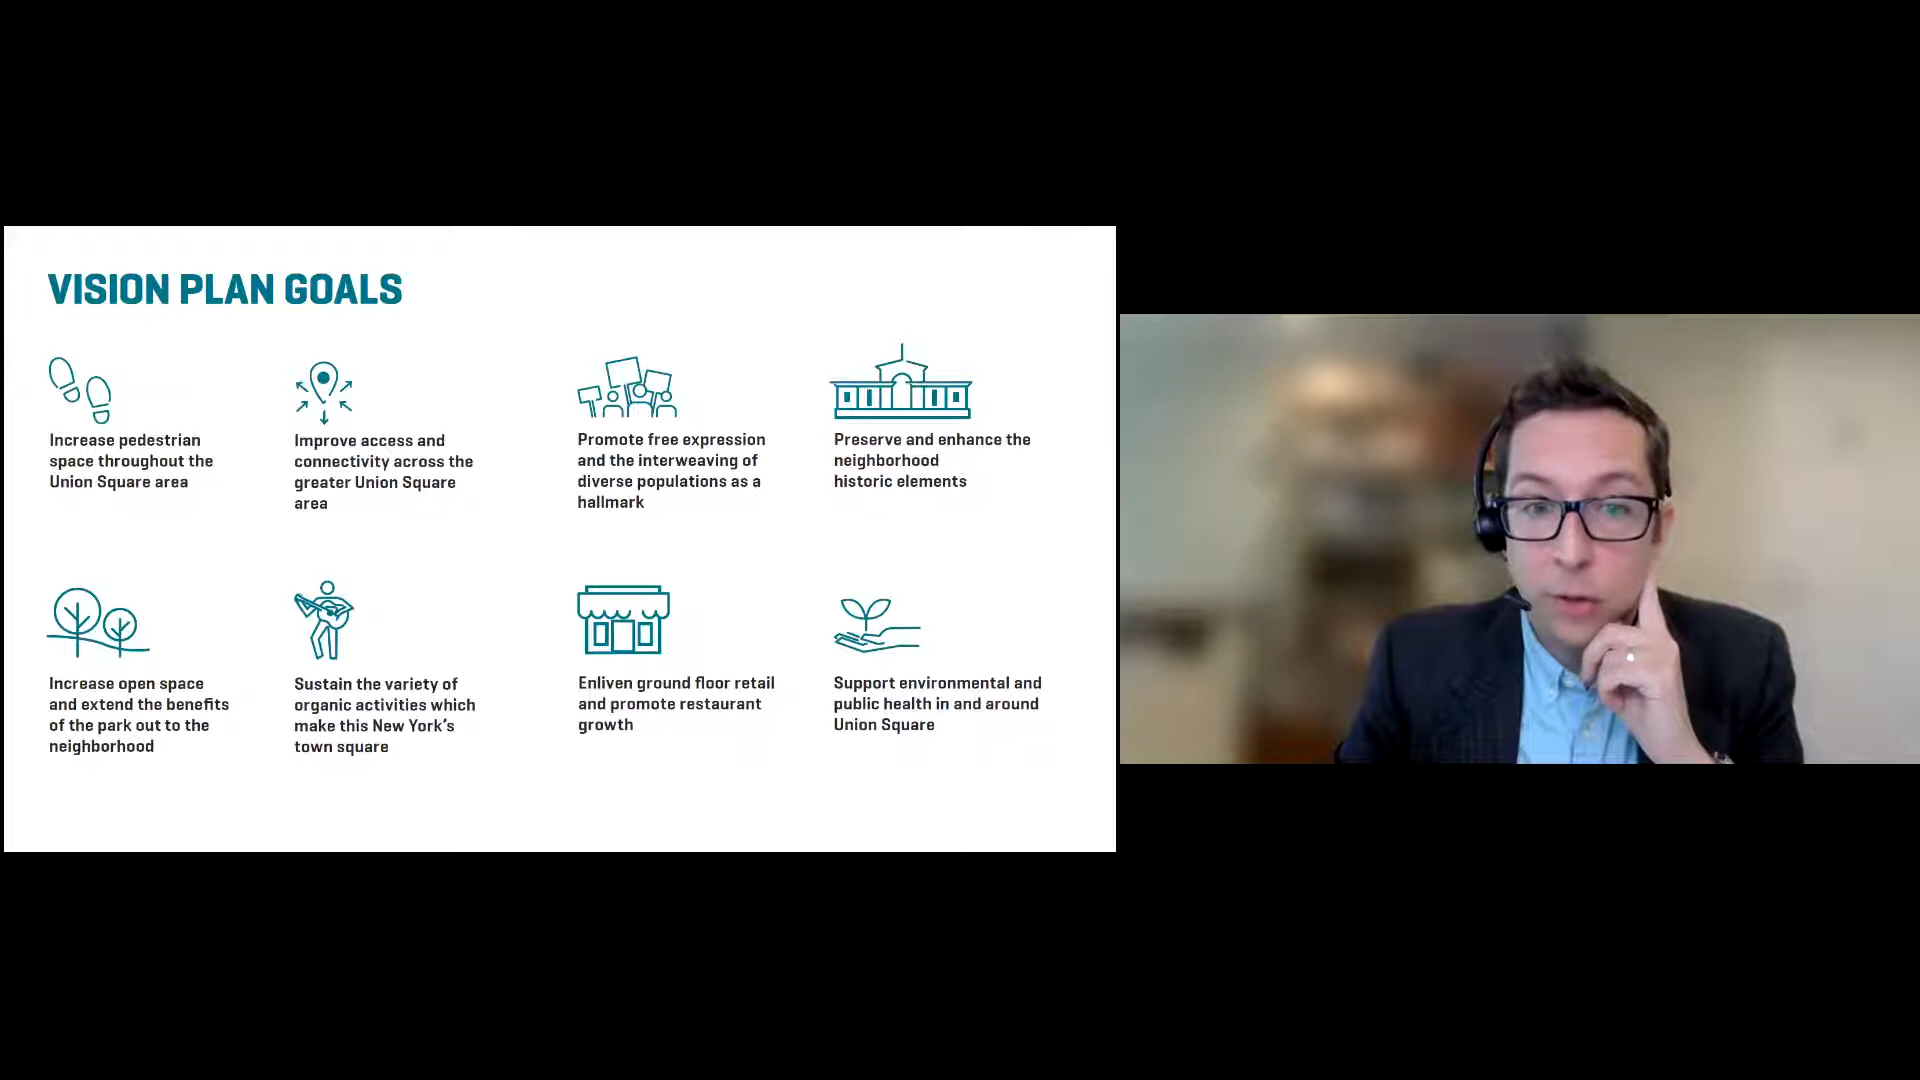 VISION PLAN GOALS
Increase pedestrian
space throughout the
Union Square area
Improve access and
connectivity across the
greater Union Square
area
Promote free expression
and the interweaving of
diverse populations as a
hallmark
Preserve and enhance the
neighborhood
historic elements
Increase open space
and extend the benefits
of the park out to the
neighborhood
Sustain the variety of
organic activities which
make this New York's
town square
Enliven ground floor retail
and promote restaurant
growth
Support environmental and
public health in and around
Union Square